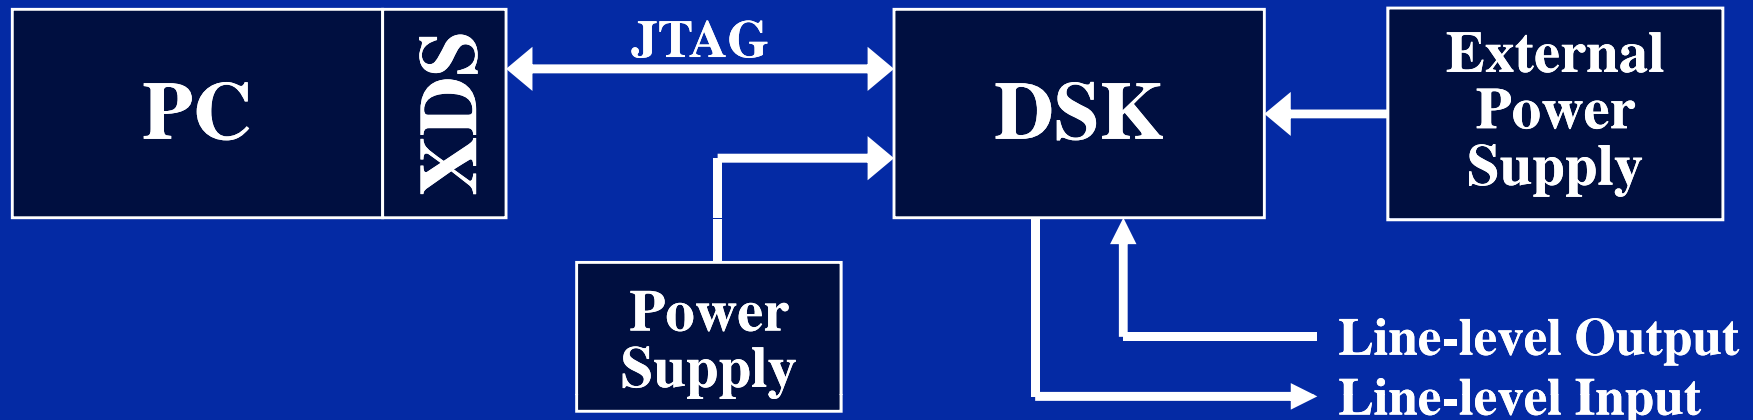 PC
XDS
JTAG
DSK
External
Power
Supply
Power
Supply
Line-level Output
Line-level Input